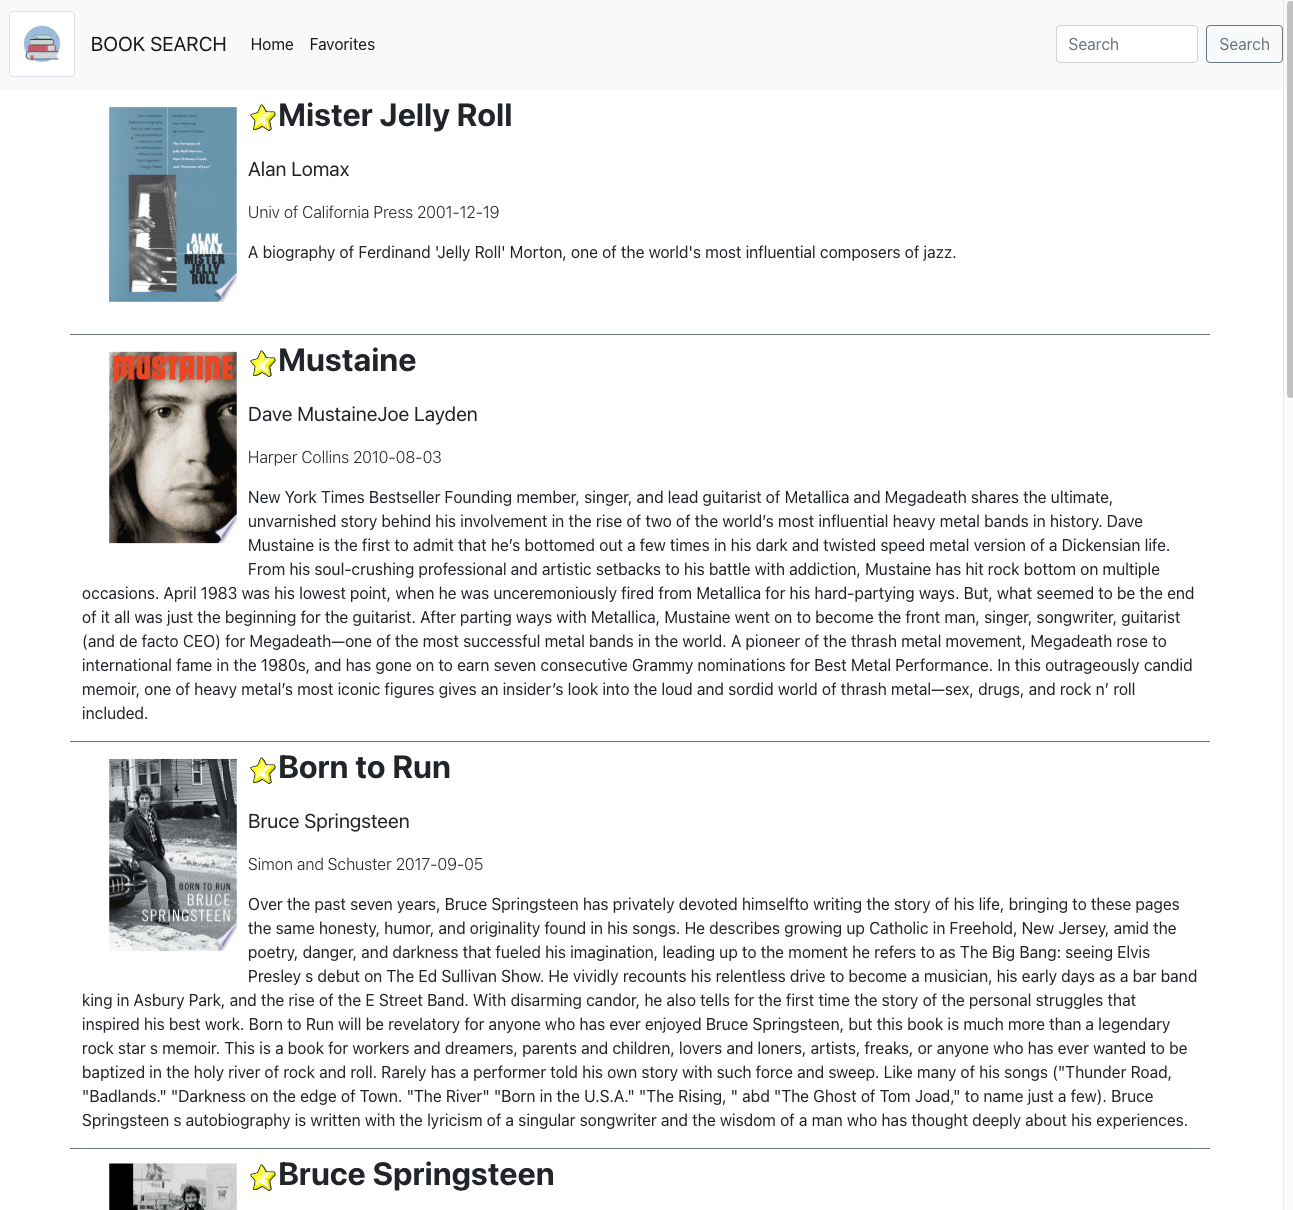 BOOK SEARCH Home Favorites Search Search
Mister Jelly Roll
Alan Lomax
Univ of California Press 2001-12-19
A biography of Ferdinand 'Jelly Roll' Morton, one of the world's most influential composers of jazz.
ALAN
LOMAX
MISTER
JELLY
ROLL
MUSTAINE
Mustaine
Dave MustaineJoe Layden
Harper Collins 2010-08-03
New York Times Bestseller Founding member, singer, and lead guitarist of Metallica and Megadeath shares the ultimate,
unvarnished story behind his involvement in the rise of two of the world’s most influential heavy metal bands in history. Dave
Mustaine is the first to admit that he’s bottomed out a few times in his dark and twisted speed metal version of a Dickensian life.
From his soul-crushing professional and artistic setbacks to his battle with addiction, Mustaine has hit rock bottom on multiple
occasions. April 1983 was his lowest point, when he was unceremoniously fired from Metallica for his hard-partying ways. But, what seemed to be the end
of it all was just the beginning for the guitarist. After parting ways with Metallica, Mustaine went on to become the front man, singer, songwriter, guitarist
(and de facto CEO) for Megadeath—one of the most successful metal bands in the world. A pioneer of the thrash metal movement, Megadeath rose to
international fame in the 1980s, and has gone on to earn seven consecutive Grammy nominations for Best Metal Performance. In this outrageously candid
memoir, one of heavy metal’s most iconic figures gives an insider’s look into the loud and sordid world of thrash metal—sex, drugs, and rock n’ roll
included.
Born to Run
Bruce Springsteen
Simon and Schuster 2017-09-05
BORN TO RUN
BRUCE
SPRINGSTEEN
Over the past seven years, Bruce Springsteen has privately devoted himselfto writing the story of his life, bringing to these pages
the same honesty, humor, and originality found in his songs. He describes growing up Catholic in Freehold, New Jersey, amid the
poetry, danger, and darkness that fueled his imagination, leading up to the moment he refers to as The Big Bang: seeing Elvis
Presley s debut on The Ed Sullivan Show. He vividly recounts his relentless drive to become a musician, his early days as a bar band
king in Asbury Park, and the rise of the E Street Band. With disarming candor, he also tells for the first time the story of the personal struggles that
inspired his best work. Born to Run will be revelatory for anyone who has ever enjoyed Bruce Springsteen, but this book is much more than a legendary
rock star s memoir. This is a book for workers and dreamers, parents and children, lovers and loners, artists, freaks, or anyone who has ever wanted to be
baptized in the holy river of rock and roll. Rarely has a performer told his own story with such force and sweep. Like many of his songs ("Thunder Road,
"Badlands." "Darkness on the edge of Town. "The River" "Born in the U.S.A." "The Rising, " abd "The Ghost of Tom Joad," to name just a few). Bruce
Springsteen s autobiography is written with the lyricism of a singular songwriter and the wisdom of a man who has thought deeply about his experiences.
Bruce Springsteen